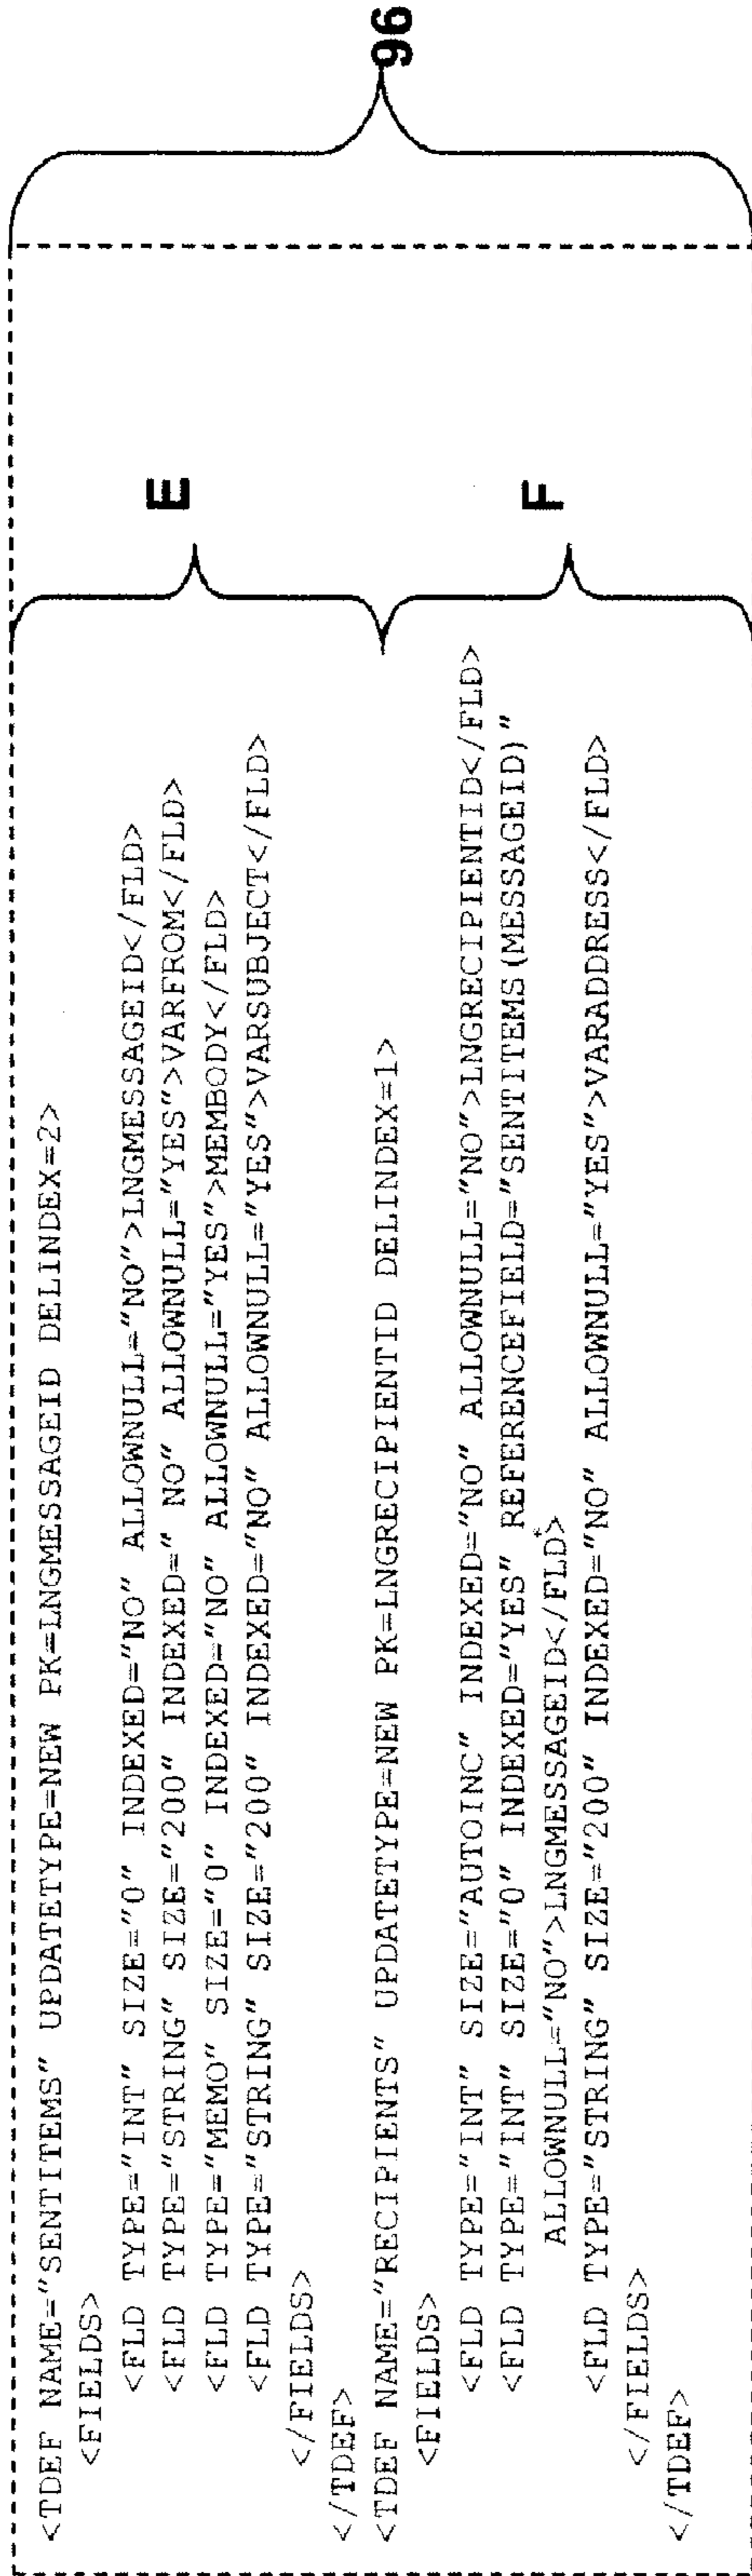 <TDEF NAME="SENTITEMS" UPDATETYPE=NEW PK=LNGMESSAGEID DELINDEX=2>
<FIELDS>
<FLD TYPE="INT" SIZE="0" INDEXED="NO" ALLOWNULL="NO">LNGMESSAGEID</FLD>
<FLD TYPE="STRING" SIZE="200" INDEXED=" NO" ALLOWNULL="YES">VARFROM</FLD>
<FLD TYPE="MEMO" SIZE="0" INDEXED="NO" ALLOWNULL="YES">MEMBODY</FLD>
<FLD TYPE="STRING" SIZE="200" INDEXED="NO" ALLOWNULL="YES">VARSUBJECT</FLD>
</FIELDS>
</TDEF>
E
<TDEF NAME="RECIPIENTS" UPDATETYPE=NEW PK=LNGRECIPIENTID DELINDEX=1>
<FIELDS>
<FLD TYPE="INT" SIZE="AUTOINC" INDEXED="NO" ALLOWNULL="NO">LNGRECIPIENTID</FLD>
<FLD TYPE="INT" SIZE="0" INDEXED="YES" REFERENCEFIELD="SENTITEMS(MESSAGEID)"
ALLOWNULL="NO">LNGMESSAGEID</FLD>
<FLD TYPE="STRING" SIZE="200" INDEXED="NO" ALLOWNULL="YES">VARADDRESS</FLD>
</FIELDS>
</TDEF>
F
96